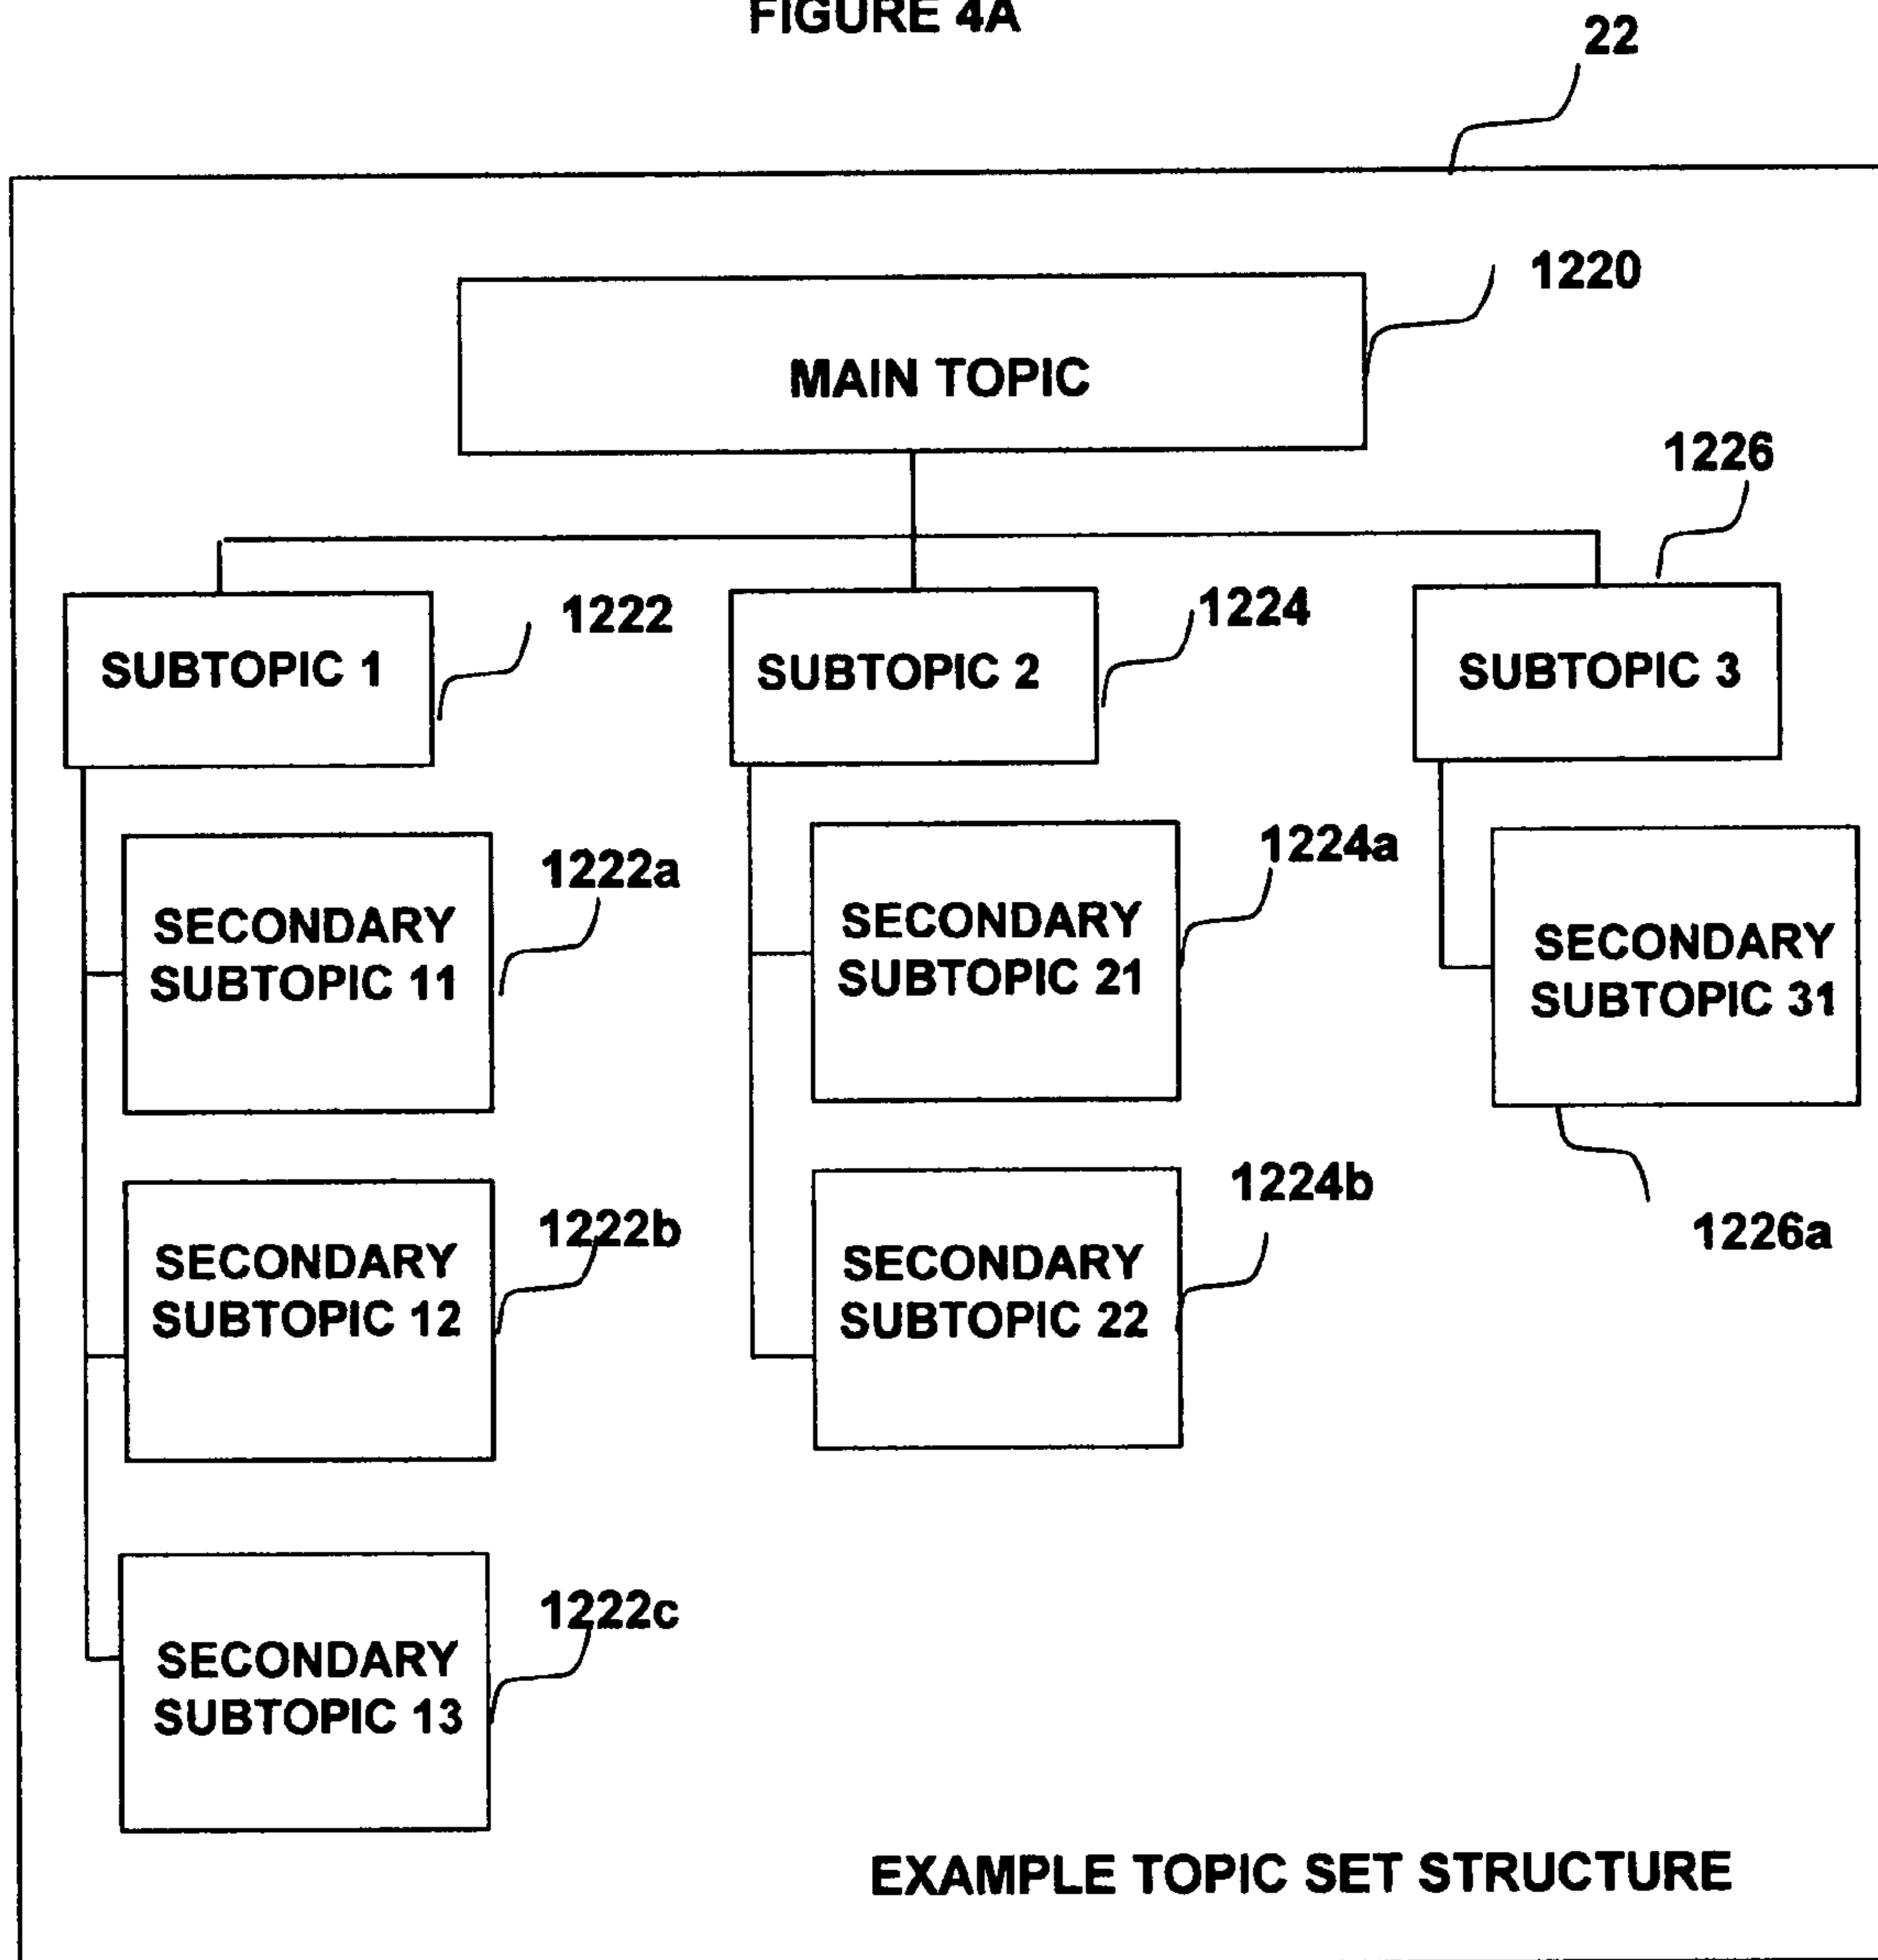 FIGURE 4A
22
1220
MAIN TOPIC
1226
1222
1224
SUBTOPIC 1
SUBTOPIC 2
SUBTOPIC 3
1222a
1224a
SECONDARY
SUBTOPIC 11
SECONDARY
SUBTOPIC 21
SECONDARY
SUBTOPIC 31
1222b
1224b
1226a
SECONDARY
SUBTOPIC 12
SECONDARY
SUBTOPIC 22
1222c
SECONDARY
SUBTOPIC 13
EXAMPLE TOPIC SET STRUCTURE